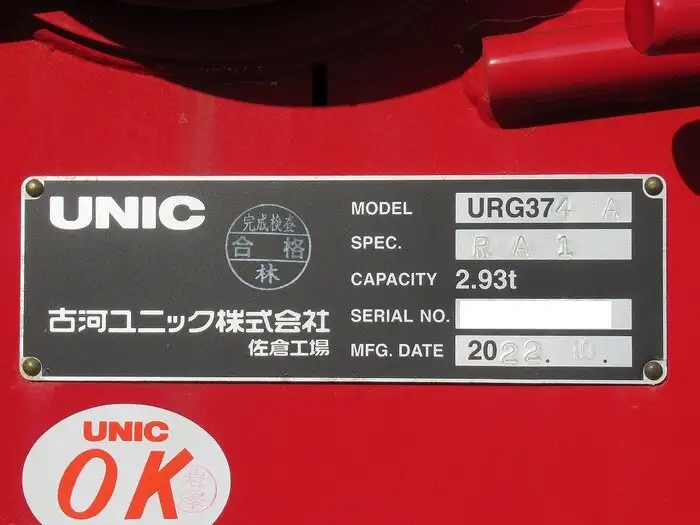 UNIC
完成検査
合格
林
古河ユニック株式会社
佐倉工場
MODEL URG374 A
SPEC. RA1
CAPACITY 2.93t
SERIAL NO.
MFG. DATE 2022.10.
UNIC
OK